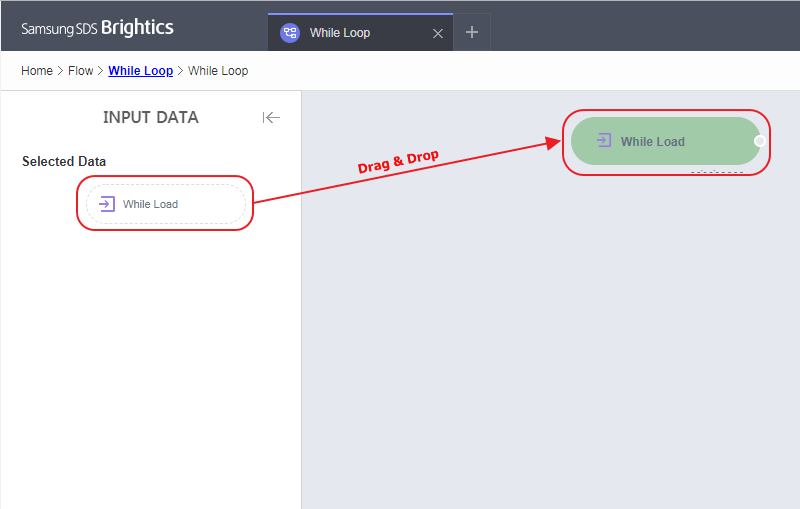 Samsung SDS Brightics
While Loop
Home > Flow > While Loop > While Loop
INPUT DATA
Selected Data
While Load
Drag & Drop
While Load